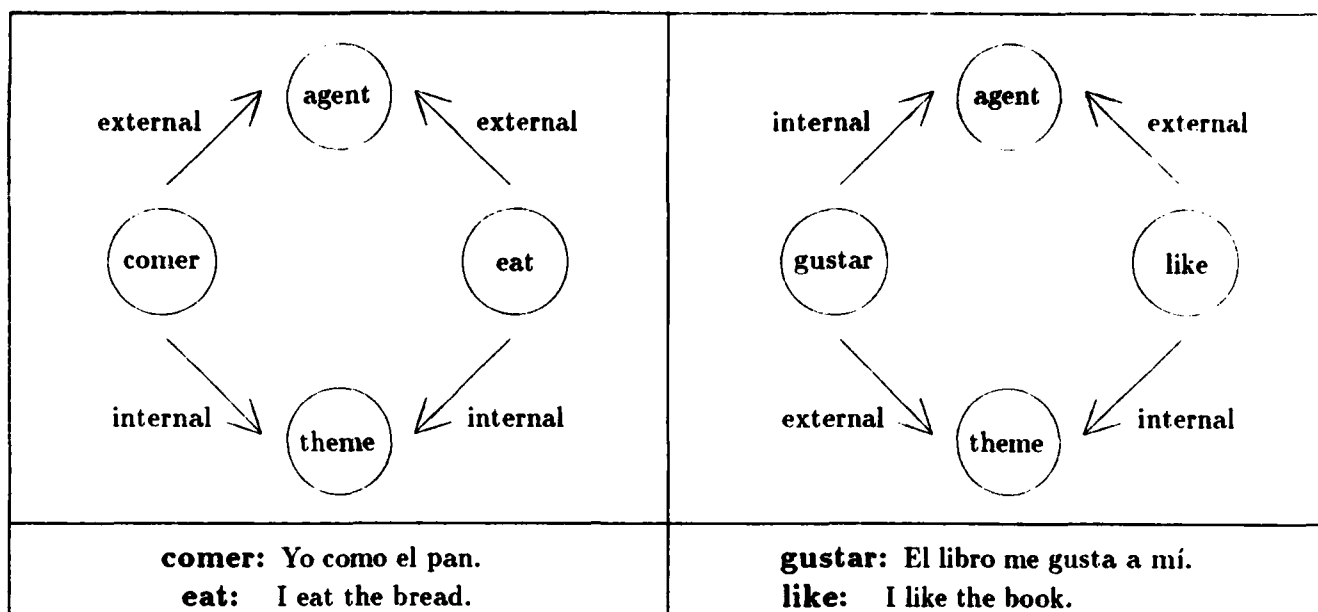 agent
external external
comer eat
internal internal
theme
agent
internal external
gustar like
external internal
theme
comer: Yo como el pan.
eat: I eat the bread.
gustar: El libro me gusta a mí.
like: I like the book.